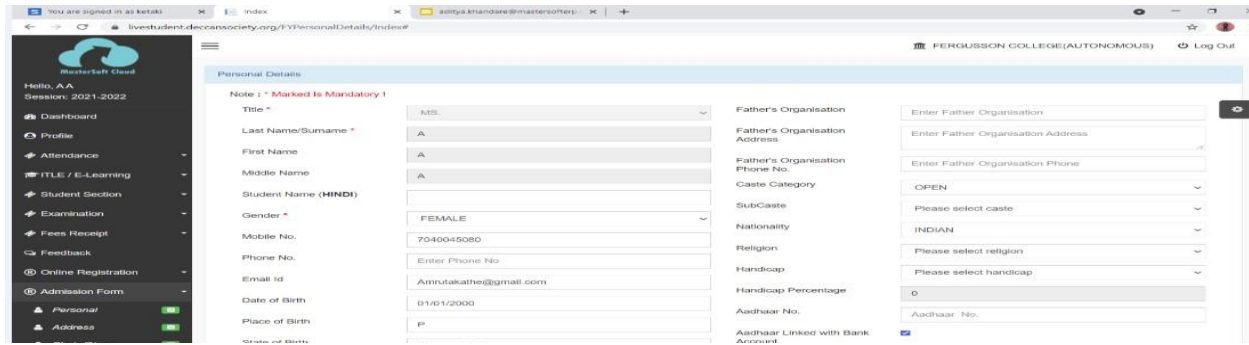 You are signed in as ketaki
Index
aditya.khandare@mastersofterp
livestudent.deccansociety.org/FYPersonalDetails/Index#
MasterSoft Cloud
FERGUSSON COLLEGE(AUTONOMOUS)
Log Out
Hello, A A
Session: 2021-2022
Dashboard
Profile
Attendance
ITLE / E-Learning
Student Section
Examination
Fees Receipt
Feedback
Online Registration
Admission Form
Personal
Address
Personal Details
Note : * Marked Is Mandatory !
Title *
MS.
Last Name/Surname *
A
First Name
A
Middle Name
A
Student Name (HINDI)
Gender *
FEMALE
Mobile No.
7040045080
Phone No.
Enter Phone No
Email Id
Amrutakathe@gmail.com
Date of Birth
01/01/2000
Place of Birth
P
State of Birth
Father's Organisation
Enter Father Organisation
Father's Organisation
Address
Enter Father Organisation Address
Father's Organisation
Phone No.
Enter Father Organisation Phone
Caste Category
OPEN
SubCaste
Please select caste
Nationality
INDIAN
Religion
Please select religion
Handicap
Please select handicap
Handicap Percentage
0
Aadhaar No.
Aadhaar No.
Aadhaar Linked with Bank
Account